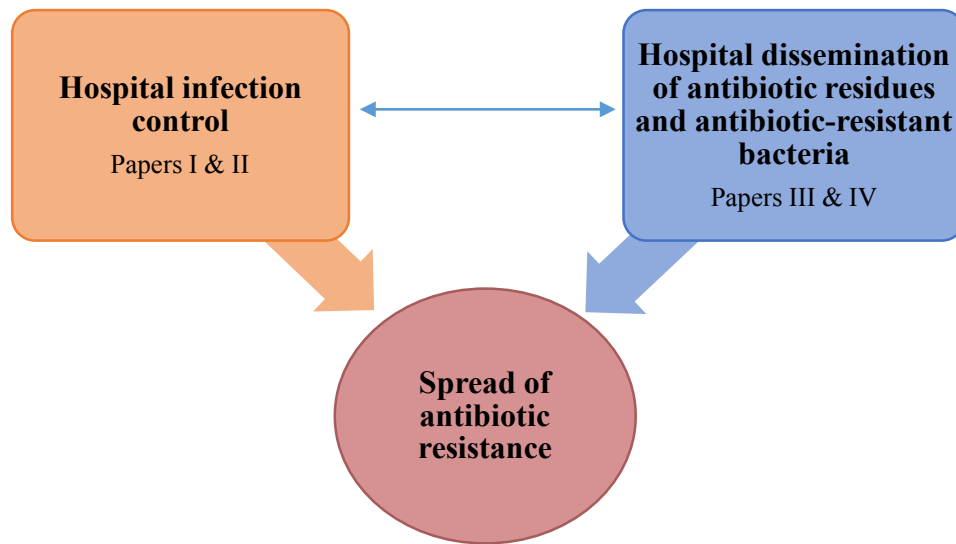 Hospital infection
control
Papers I & II
Hospital dissemination
of antibiotic residues
and antibiotic-resistant
bacteria
Papers III & IV
Spread of
antibiotic
resistance